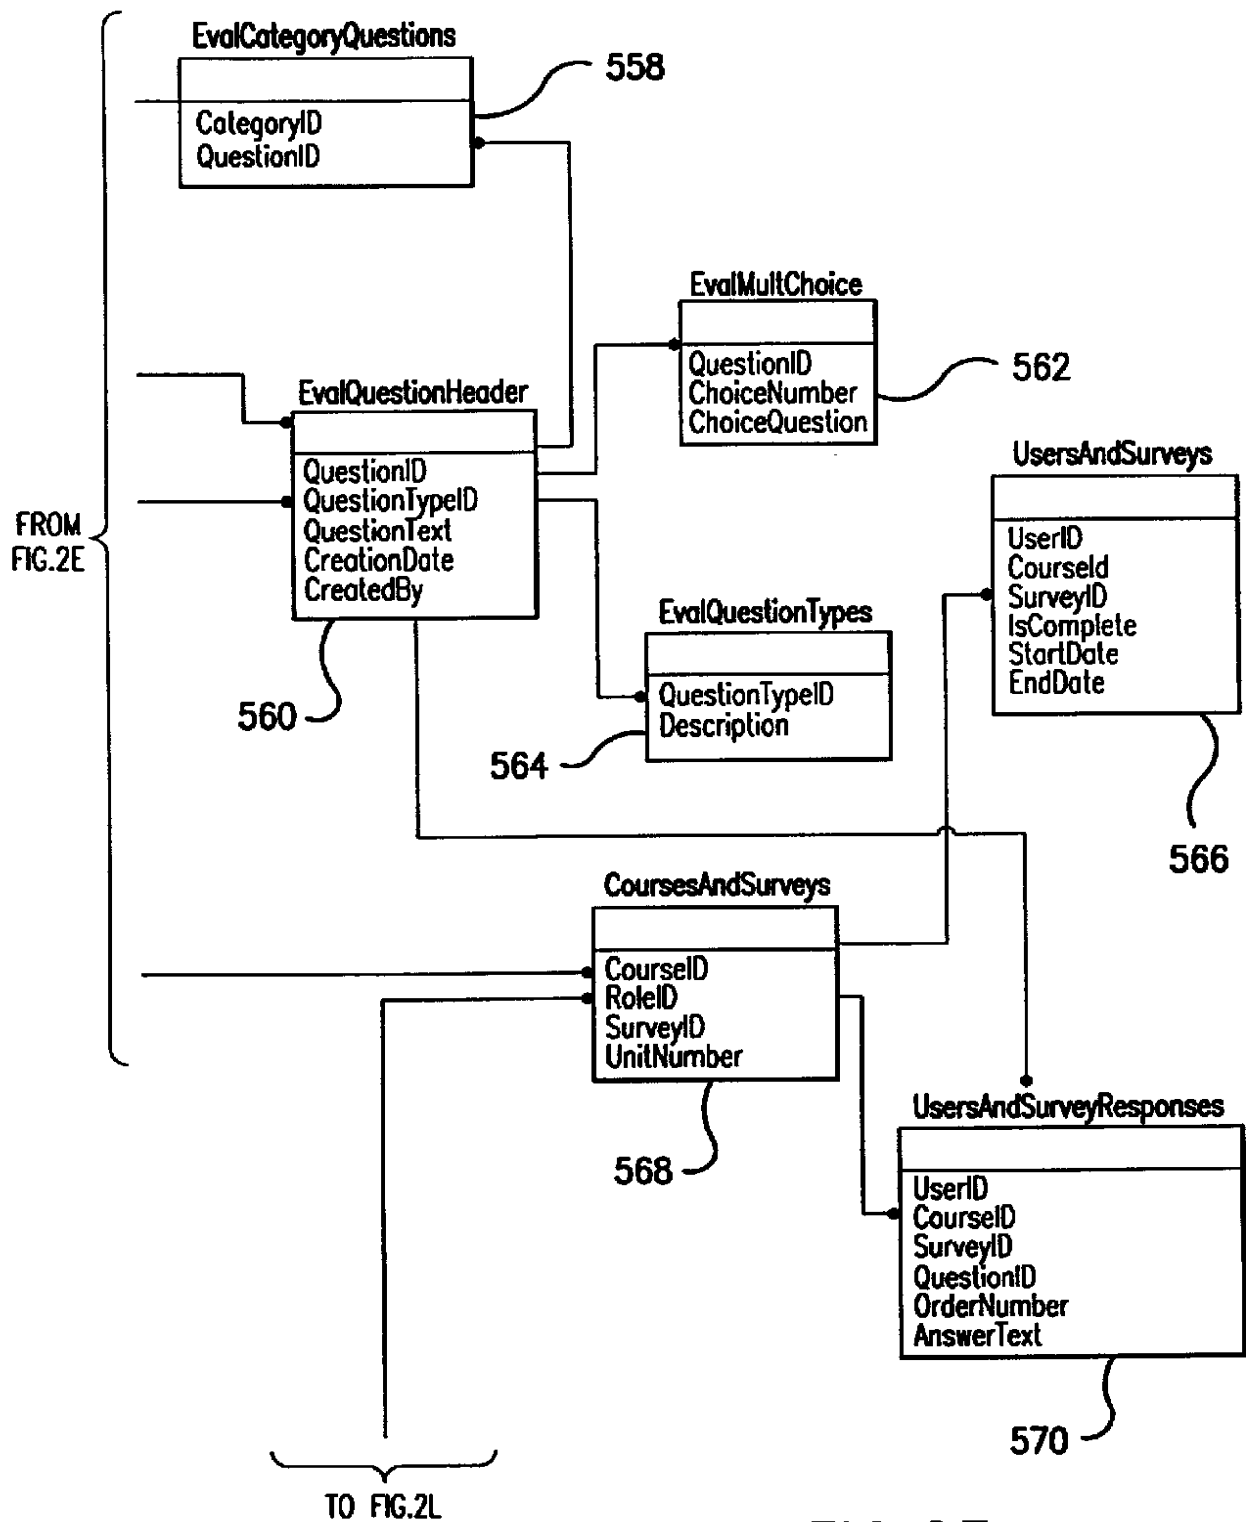 EvalCategoryQuestions
558
CategoryID
QuestionID
EvalMultChoice
QuestionID
ChoiceNumber
ChoiceQuestion
562
EvalQuestionHeader
QuestionID
QuestionTypeID
QuestionText
CreationDate
CreatedBy
560
FROM
FIG.2E
UsersAndSurveys
UserID
CourseId
SurveyID
IsComplete
StartDate
EndDate
566
EvalQuestionTypes
QuestionTypeID
Description
564
CoursesAndSurveys
CourseID
RoleID
SurveyID
UnitNumber
568
UsersAndSurveyResponses
UserID
CourseID
SurveyID
QuestionID
OrderNumber
AnswerText
570
TO FIG.2L